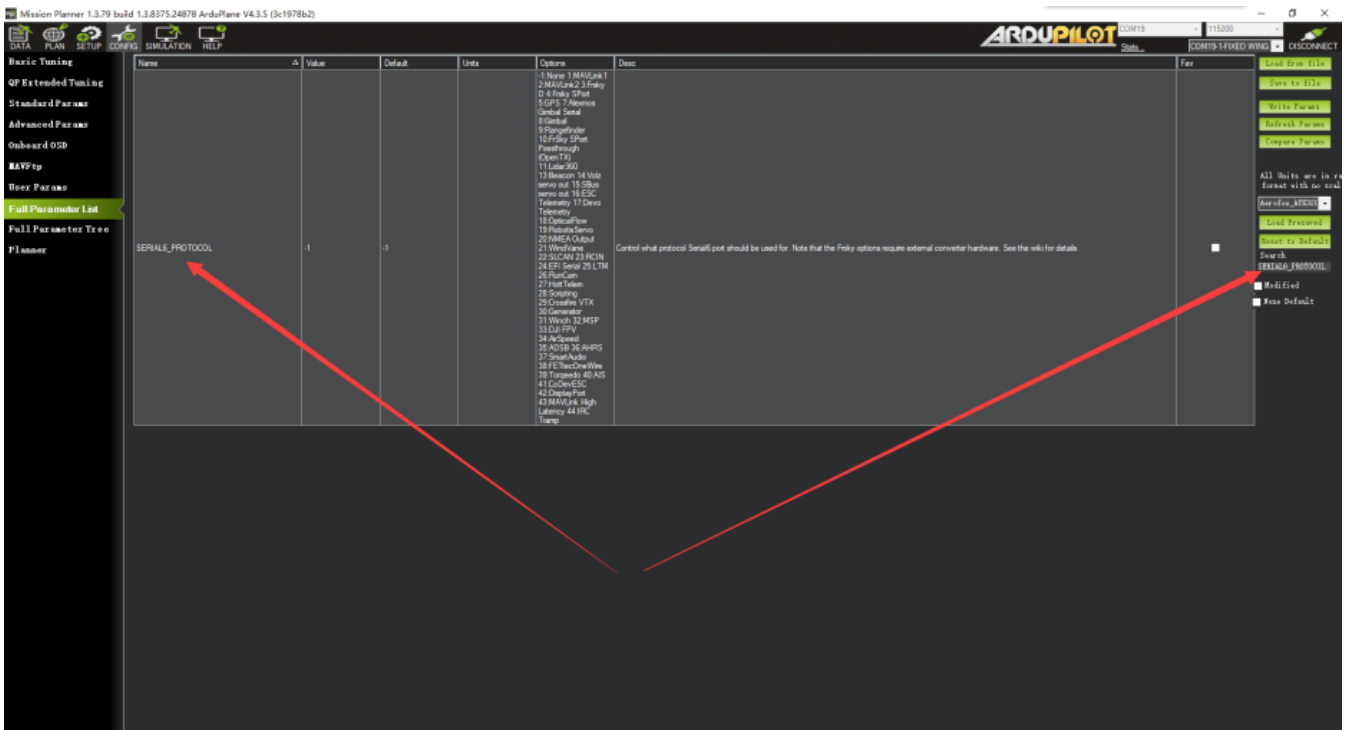 Mission Planner 1.3.79 build 1.3.8375.24878 ArduPlane V4.3.5 (3c1978b2)
DATA PLAN SETUP CONFIG SIMULATION HELP
ARDUPILOT
COM19 115200
Stats...
COM19-1-FIXED WING DISCONNECT
Basic Tuning
QP Extended Tuning
Standard Params
Advanced Params
Onboard OSD
MAVFtp
User Params
Full Parameter List
Full Parameter Tree
Planner
Name Value Default Units Options Desc Fav
SERIAL6_PROTOCOL -1 -1
-1:None 1:MAVLink1
2:MAVLink2 3:Frsky
D 4:Frsky SPort
5:GPS 7:Alexmos
Gimbal Serial
8:Gimbal
9:Rangefinder
10:FrSky SPort
Passthrough
(OpenTX)
11:Lidar360
13:Beacon 14:Volz
servo out 15:SBus
servo out 16:ESC
Telemetry 17:Devo
Telemetry
18:OpticalFlow
19:RobotisServo
20:NMEA Output
21:WindVane
22:SLCAN 23:RCIN
24:EFI Serial 25:LTM
26:RunCam
27:HottTelem
28:Scripting
29:Crossfire VTX
30:Generator
31:Winch 32:MSP
33:DJI FPV
34:AirSpeed
35:ADSB 36:AHRS
37:SmartAudio
38:FETtecOneWire
39:Torqeedo 40:AIS
41:CoDevESC
42:DisplayPort
43:MAVLink High
Latency 44:IRC
Tramp
Control what protocol Serial6 port should be used for. Note that the Frsky options require external converter hardware. See the wiki for details.
Load from file
Save to file
Write Params
Refresh Params
Compare Params
All Units are in ra
format with no scal
Load Presaved
Reset to Default
Search
SERIAL6_PROTOCOL
Modified
None Default